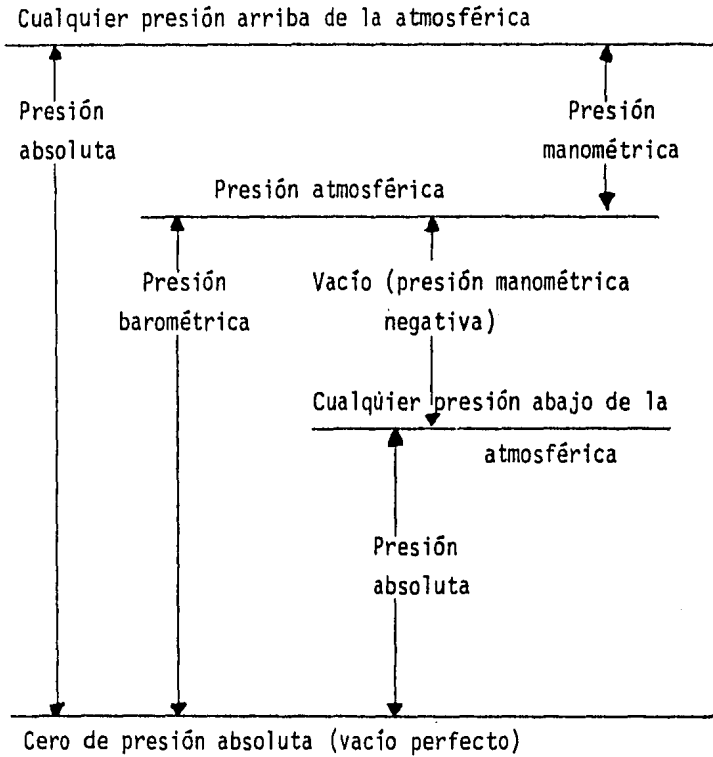 Cualquier presión arriba de la atmosférica
Presión
absoluta
Presión
manométrica
Presión atmosférica
Presión
barométrica
Vacío (presión manométrica
negativa)
Cualquier presión abajo de la
atmosférica
Presión
absoluta
Cero de presión absoluta (vacío perfecto)